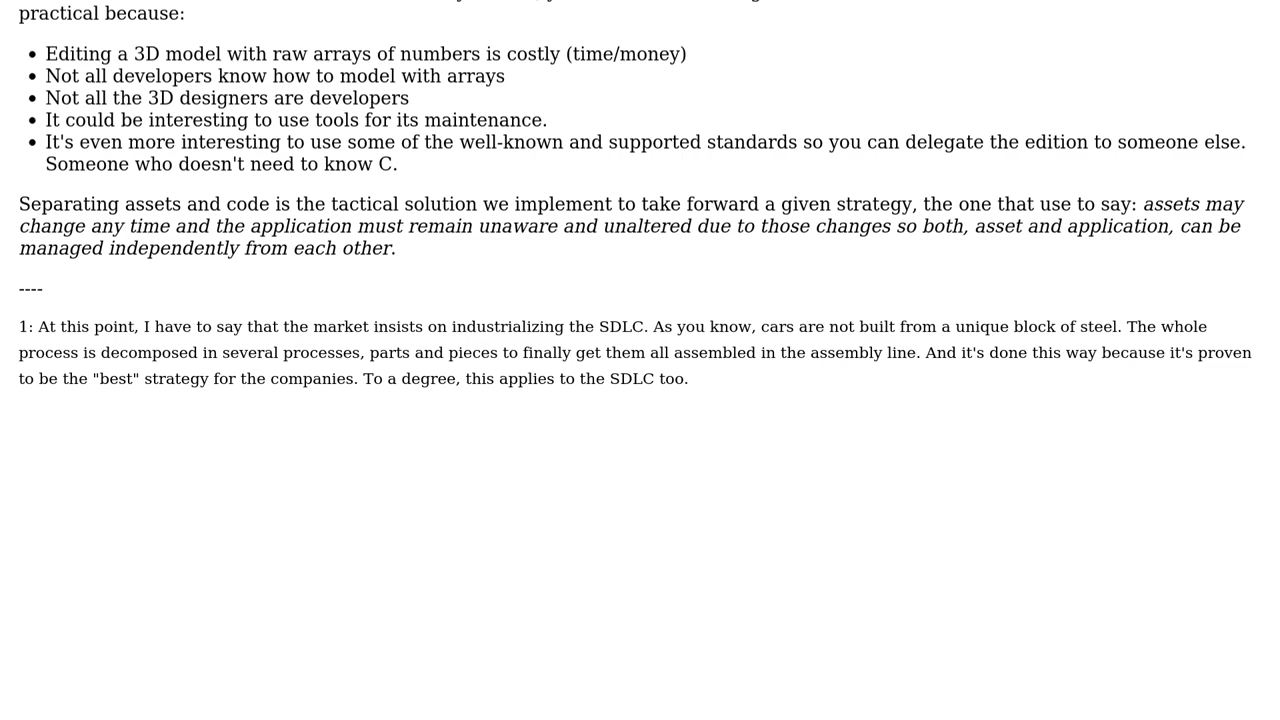 practical because:
• Editing a 3D model with raw arrays of numbers is costly (time/money)
• Not all developers know how to model with arrays
• Not all the 3D designers are developers
• It could be interesting to use tools for its maintenance.
• It's even more interesting to use some of the well-known and supported standards so you can delegate the edition to someone else.
Someone who doesn't need to know C.
Separating assets and code is the tactical solution we implement to take forward a given strategy, the one that use to say: assets may
change any time and the application must remain unaware and unaltered due to those changes so both, asset and application, can be
managed independently from each other.
----
1: At this point, I have to say that the market insists on industrializing the SDLC. As you know, cars are not built from a unique block of steel. The whole
process is decomposed in several processes, parts and pieces to finally get them all assembled in the assembly line. And it's done this way because it's proven
to be the "best" strategy for the companies. To a degree, this applies to the SDLC too.